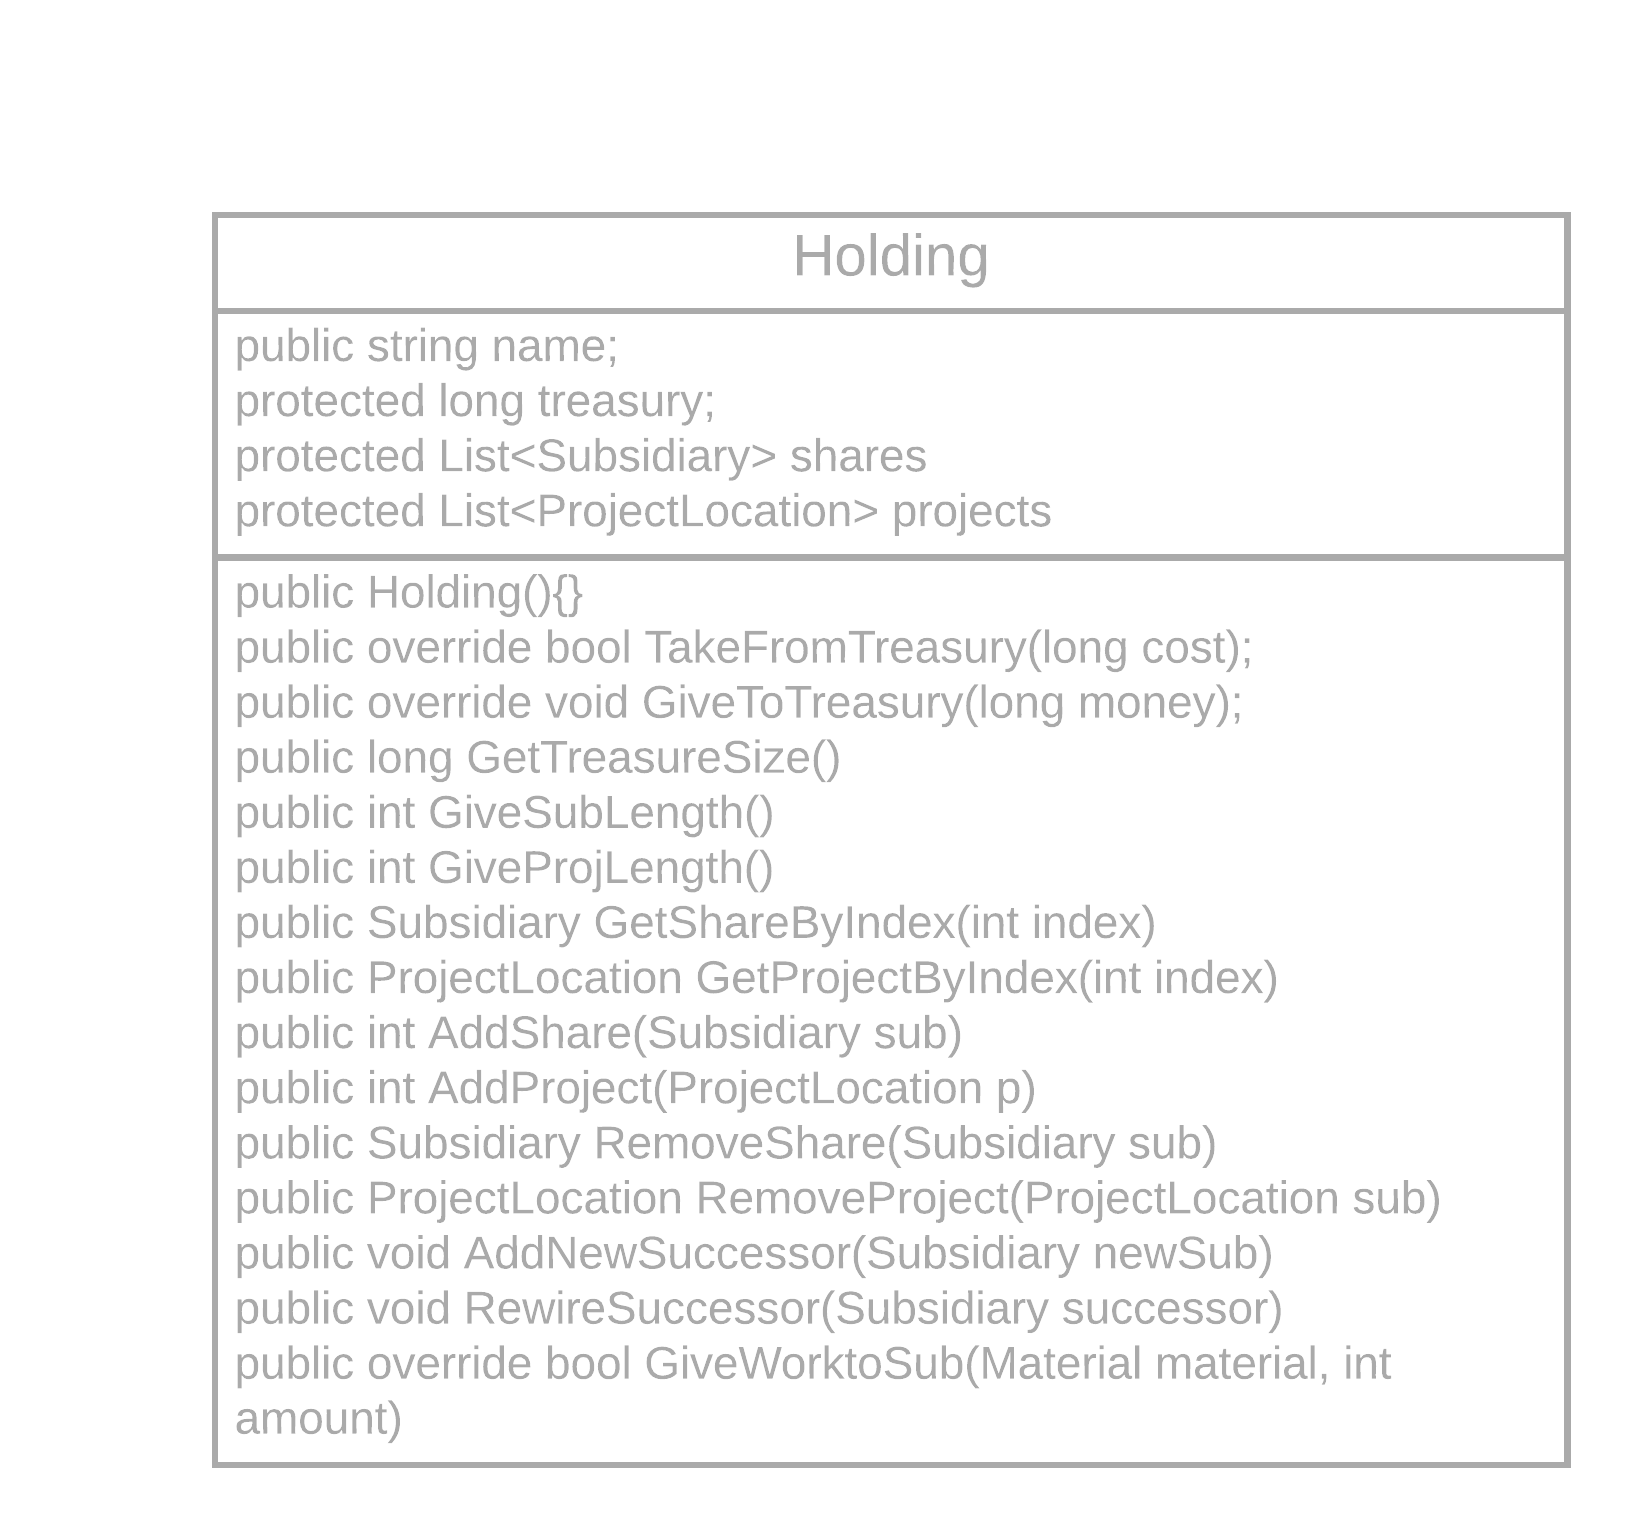 Holding
public string name;
protected long treasury;
protected List<Subsidiary> shares
protected List<ProjectLocation> projects
public Holding(){}
public override bool TakeFromTreasury(long cost);
public override void GiveToTreasury(long money);
public long GetTreasureSize()
public int GiveSubLength()
public int GiveProjLength()
public Subsidiary GetShareByIndex(int index)
public ProjectLocation GetProjectByIndex(int index)
public int AddShare(Subsidiary sub)
public int AddProject(ProjectLocation p)
public Subsidiary RemoveShare(Subsidiary sub)
public ProjectLocation RemoveProject(ProjectLocation sub)
public void AddNewSuccessor(Subsidiary newSub)
public void RewireSuccessor(Subsidiary successor)
public override bool GiveWorktoSub(Material material, int
amount)